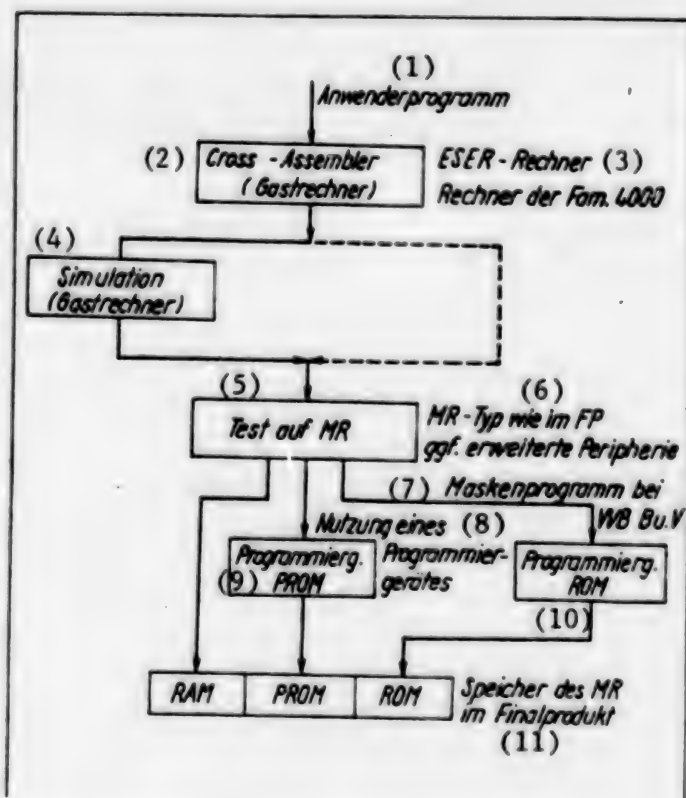 (1)
Anwenderprogramm
(2) Cross - Assembler
(Gastrechner)
ESER - Rechner (3)
Rechner der Fam. 4000
(4)
Simulation
(Gastrechner)
(5)
Test auf MR
(6)
MR - Typ wie im FP
ggf. erweiterte Peripherie
(7) Maskenprogramm bei
VVB Bu.V
Nutzung eines (8)
Programmier-
gerätes
Programmierg.
(9) PROM
Programmierg.
ROM
(10)
RAM PROM ROM
Speicher des MR
im Finalprodukt
(11)